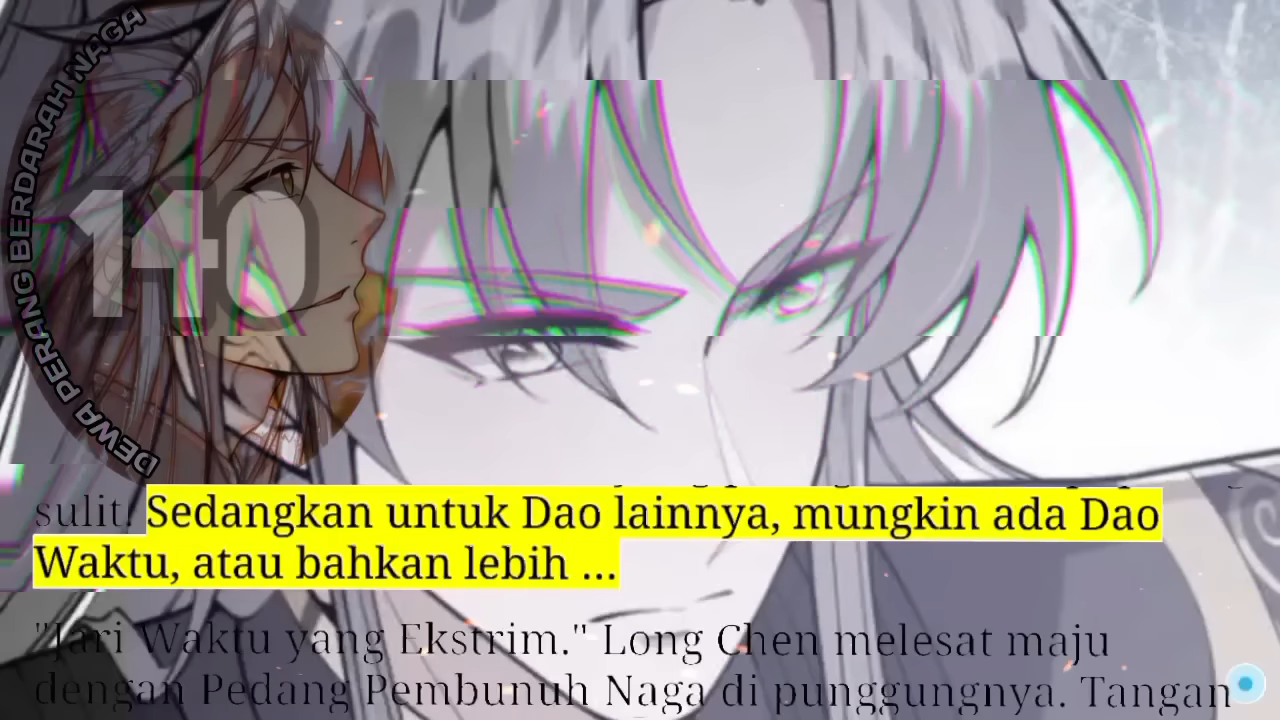 DEWA PERANG BERDARAH NAGA
140
sulit. Sedangkan untuk Dao lainnya, mungkin ada Dao
Waktu, atau bahkan lebih ...
"Jari Waktu yang Ekstrim." Long Chen melesat maju
dengan Pedang Pembunuh Naga di punggungnya. Tangan